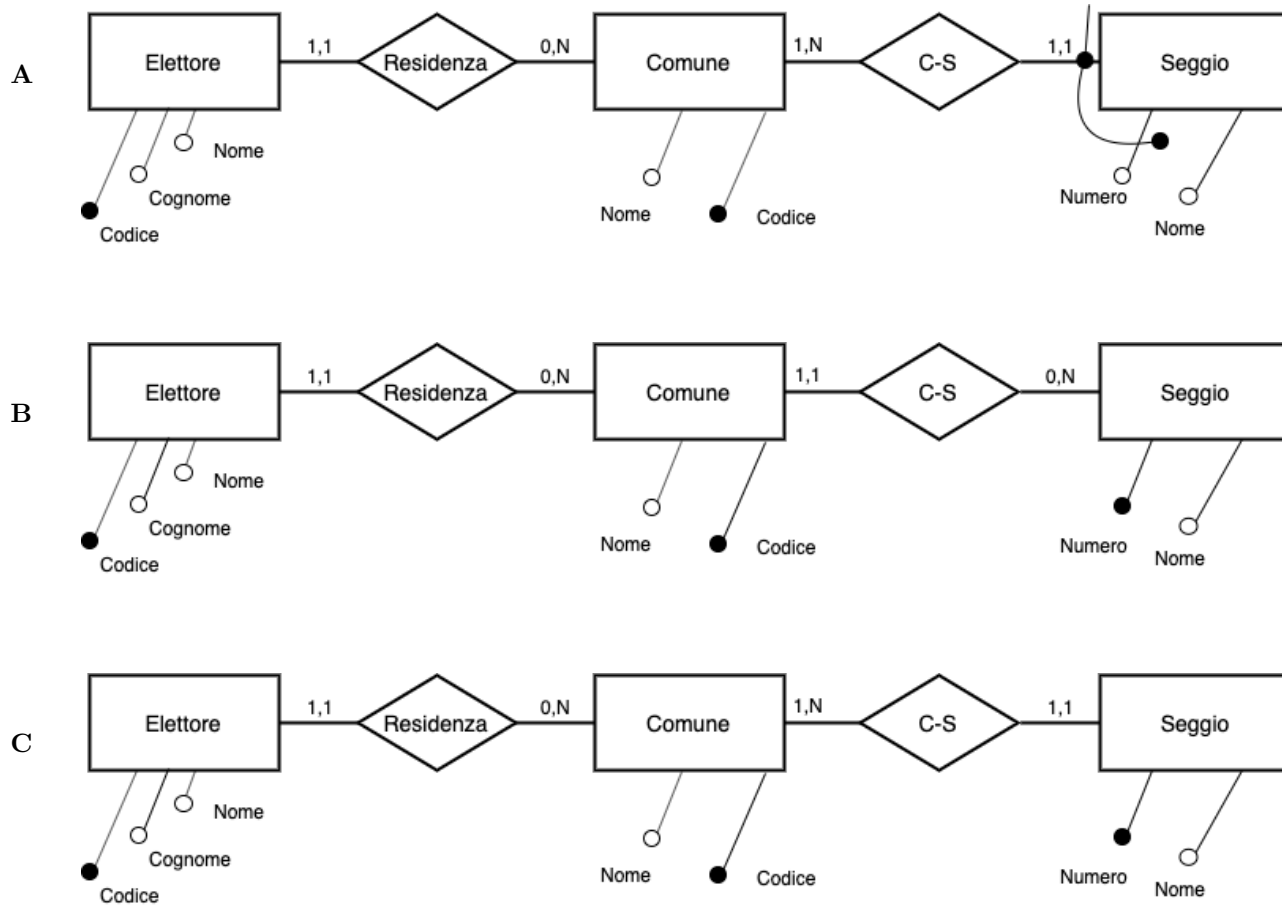 A
Elettore 1,1 Residenza 0,N Comune 1,N C-S 1,1 Seggio
Nome
Cognome
Codice
Nome Codice
Numero
Nome
B
Elettore 1,1 Residenza 0,N Comune 1,1 C-S 0,N Seggio
Nome
Cognome
Codice
Nome Codice
Numero
Nome
C
Elettore 1,1 Residenza 0,N Comune 1,N C-S 1,1 Seggio
Nome
Cognome
Codice
Nome Codice
Numero
Nome